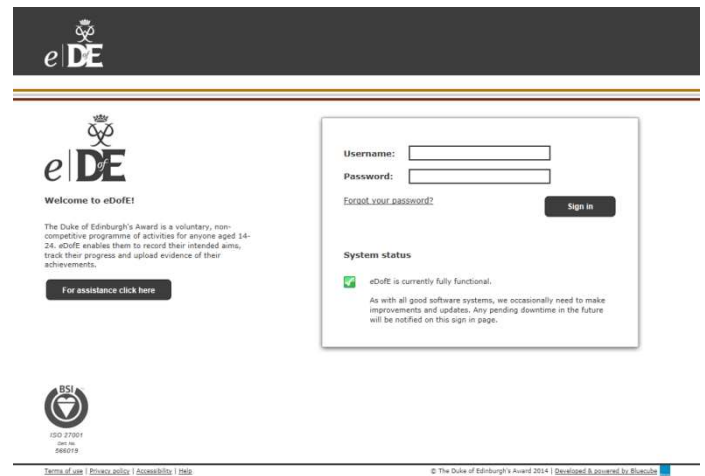 e DofE
e DofE
Welcome to eDofE!
The Duke of Edinburgh's Award is a voluntary, non-
competitive programme of activities for anyone aged 14-
24. eDofE enables them to record their intended aims,
track their progress and upload evidence of their
achievements.
For assistance click here
Username:
Password:
Forgot your password?
Sign in
System status
eDofE is currently fully functional.
As with all good software systems, we occasionally need to make
improvements and updates. Any pending downtime in the future
will be notified on this sign in page.
BSI
ISO 27001
Cert No
566019
Terms of use | Privacy policy | Accessibility | Help
© The Duke of Edinburgh's Award 2014 | Developed & powered by Bluecube